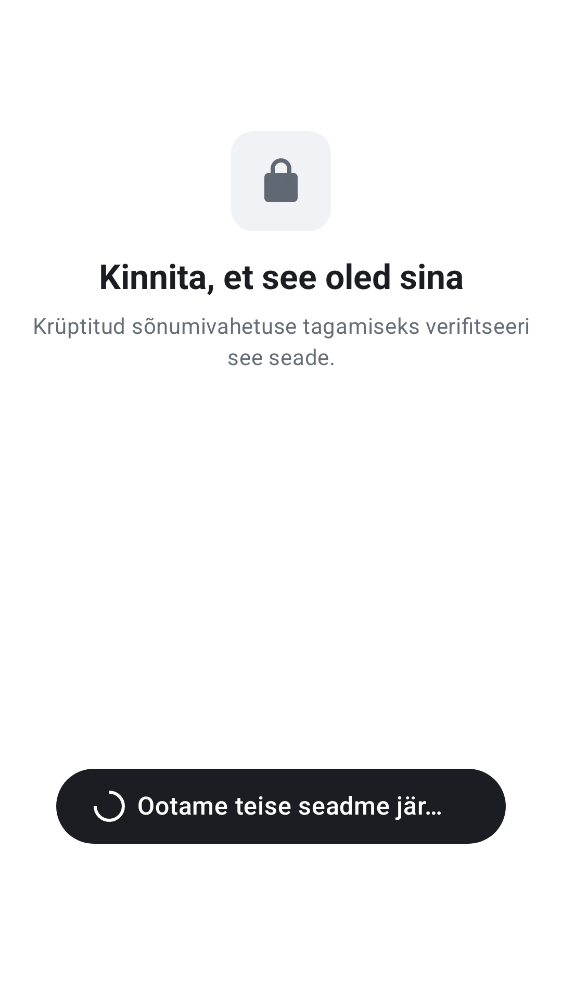 Kinnita, et see oled sina
Krüptitud sõnumivahetuse tagamiseks verifitseeri
see seade.
Ootame teise seadme jär…